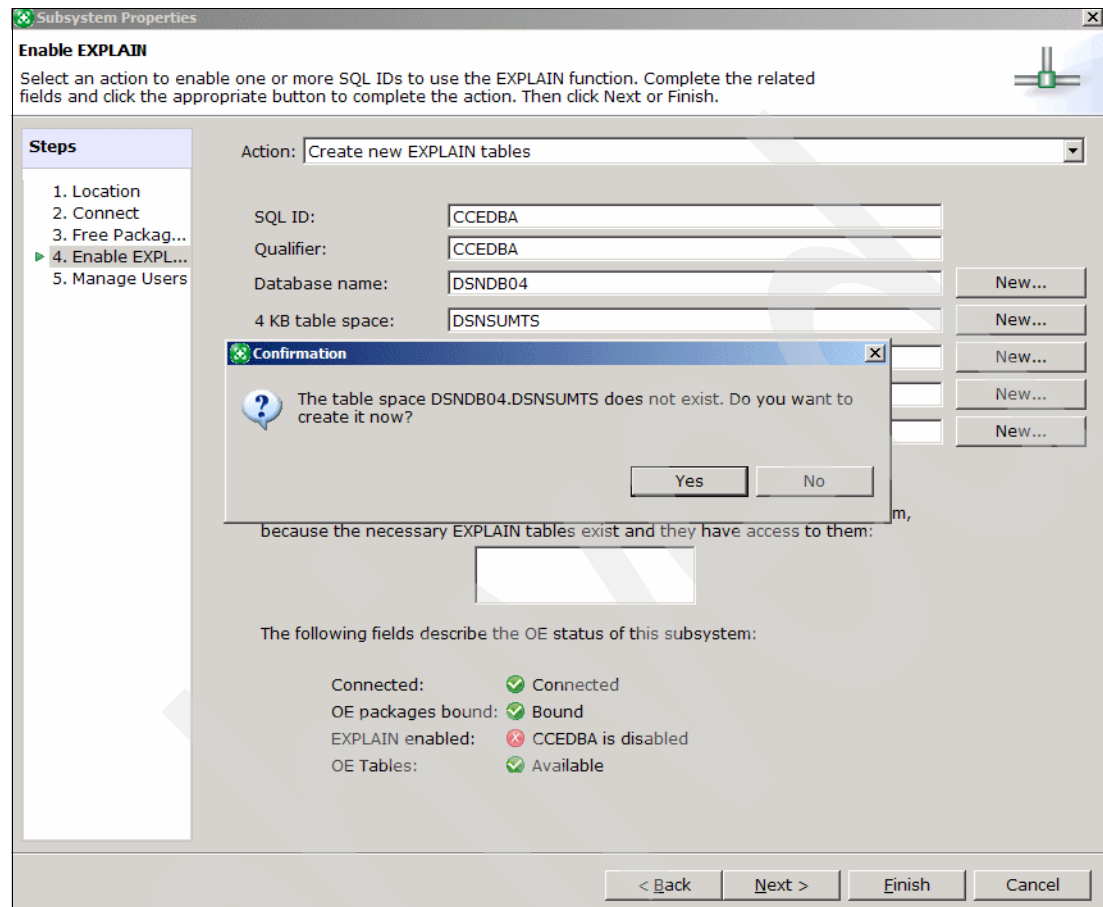 Subsystem Properties
Enable EXPLAIN
Select an action to enable one or more SQL IDs to use the EXPLAIN function. Complete the related
fields and click the appropriate button to complete the action. Then click Next or Finish.
Steps
1. Location
2. Connect
3. Free Packag...
4. Enable EXPL...
5. Manage Users
Action: Create new EXPLAIN tables
SQL ID: CCEDBA
Qualifier: CCEDBA
Database name: DSNDB04 New...
4 KB table space: DSNSUMTS New...
New...
New...
New...
Confirmation
The table space DSNDB04.DSNSUMTS does not exist. Do you want to
create it now?
Yes No
m,
because the necessary EXPLAIN tables exist and they have access to them:
The following fields describe the OE status of this subsystem:
Connected: Connected
OE packages bound: Bound
EXPLAIN enabled: CCEDBA is disabled
OE Tables: Available
< Back Next > Finish Cancel